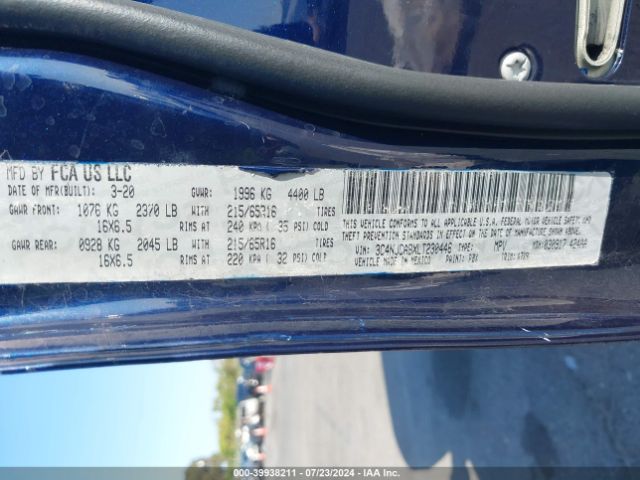 MFD BY FCA US LLC
DATE OF MFR(BUILT): 3-20 GVWR: 1996 KG 4400 LB
GAWR FRONT: 1076 KG 2370 LB WITH 215/65R16 TIRES
16X6.5 RIMS AT 240 KPA ( 35 PSI) COLD
GAWR REAR: 0928 KG 2045 LB WITH 215/65R16 TIRES
16X6.5 RIMS AT 220 KPA ( 32 PSI) COLD
THIS VEHICLE CONFORMS TO ALL APPLICABLE U.S.A. FEDERAL MOTOR VEHICLE SAFETY, AND
THEFT PREVENTION STANDARDS IN EFFECT ON THE DATE OF MANUFACTURE SHOWN ABOVE.
VIN: TYPE: MPV
VEHICLE MADE IN MEXICO PAINT: PBX TRIM:
000-39938211 - 07/23/2024 - IAA Inc.